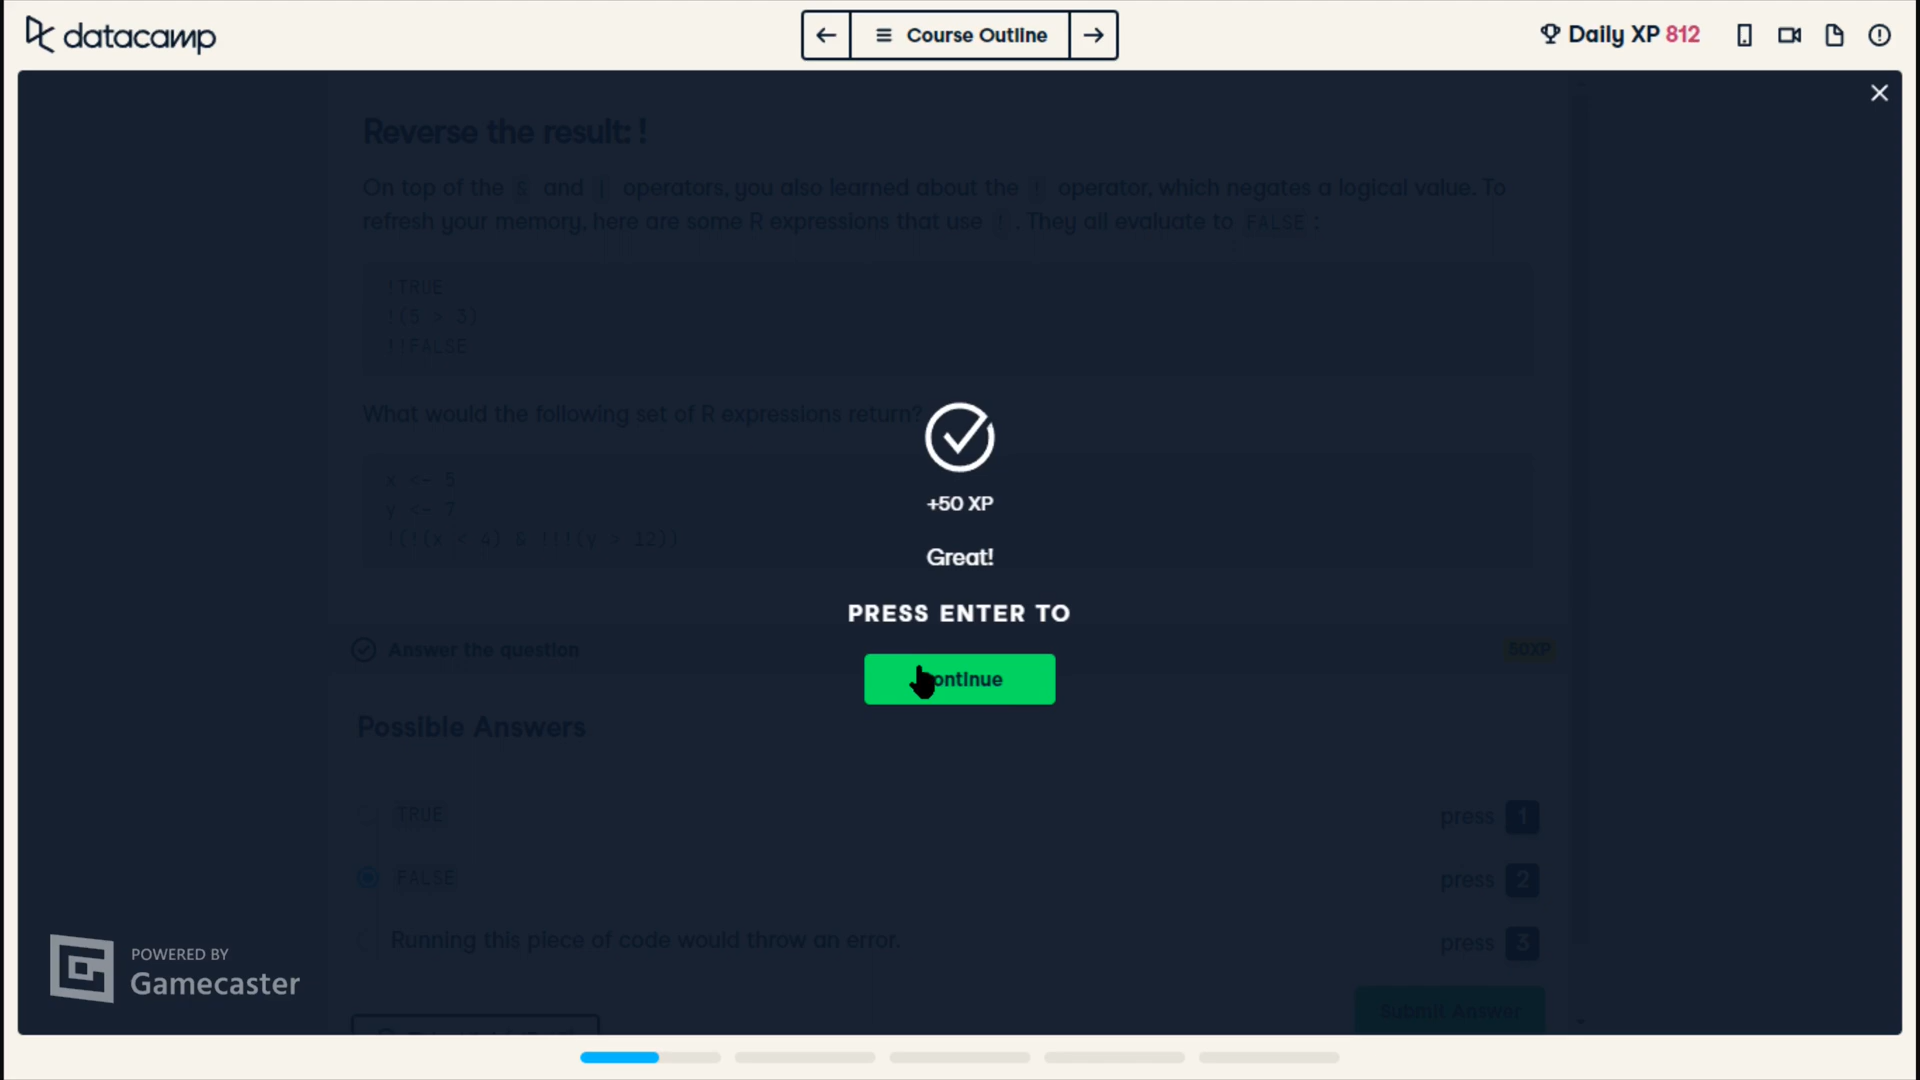 datacamp
Course Outline
Daily XP 812
Reverse the result: !
On top of the & and | operators, you also learned about the ! operator, which negates a logical value. To
refresh your memory, here are some R expressions that use !. They all evaluate to FALSE :
!TRUE
!(5 > 3)
!!FALSE
What would the following set of R expressions return?
x <- 5
y <- 7
!(!(x < 4) & !!!(y > 12))
+50 XP
Great!
PRESS ENTER TO
ontinue
Answer the question
50XP
Possible Answers
TRUE
press 1
FALSE
press 2
Running this piece of code would throw an error.
press 3
Submit Answer
POWERED BY
Gamecaster